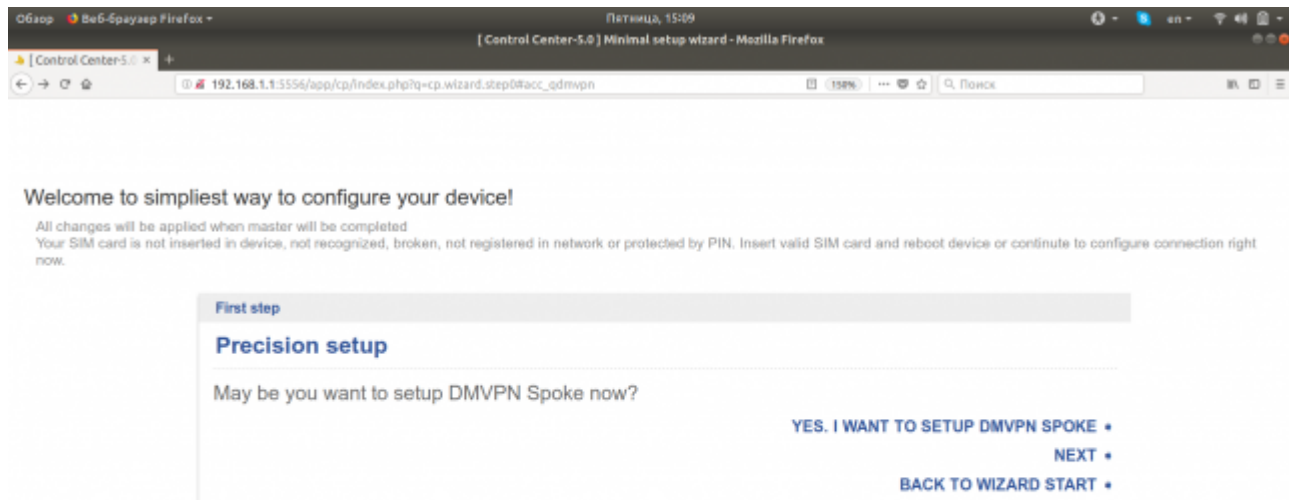 Обзор Веб-браузер Firefox Пятница, 15:09 en
[ Control Center-5.0 ] Minimal setup wizard - Mozilla Firefox
[ Control Center-5.0
192.168.1.1:5556/app/cp/index.php?q=cp.wizard.step0#acc_qdmvpn 150% Поиск
Welcome to simpliest way to configure your device!
All changes will be applied when master will be completed
Your SIM card is not inserted in device, not recognized, broken, not registered in network or protected by PIN. Insert valid SIM card and reboot device or continute to configure connection right
now.
First step
Precision setup
May be you want to setup DMVPN Spoke now?
YES. I WANT TO SETUP DMVPN SPOKE
NEXT
BACK TO WIZARD START